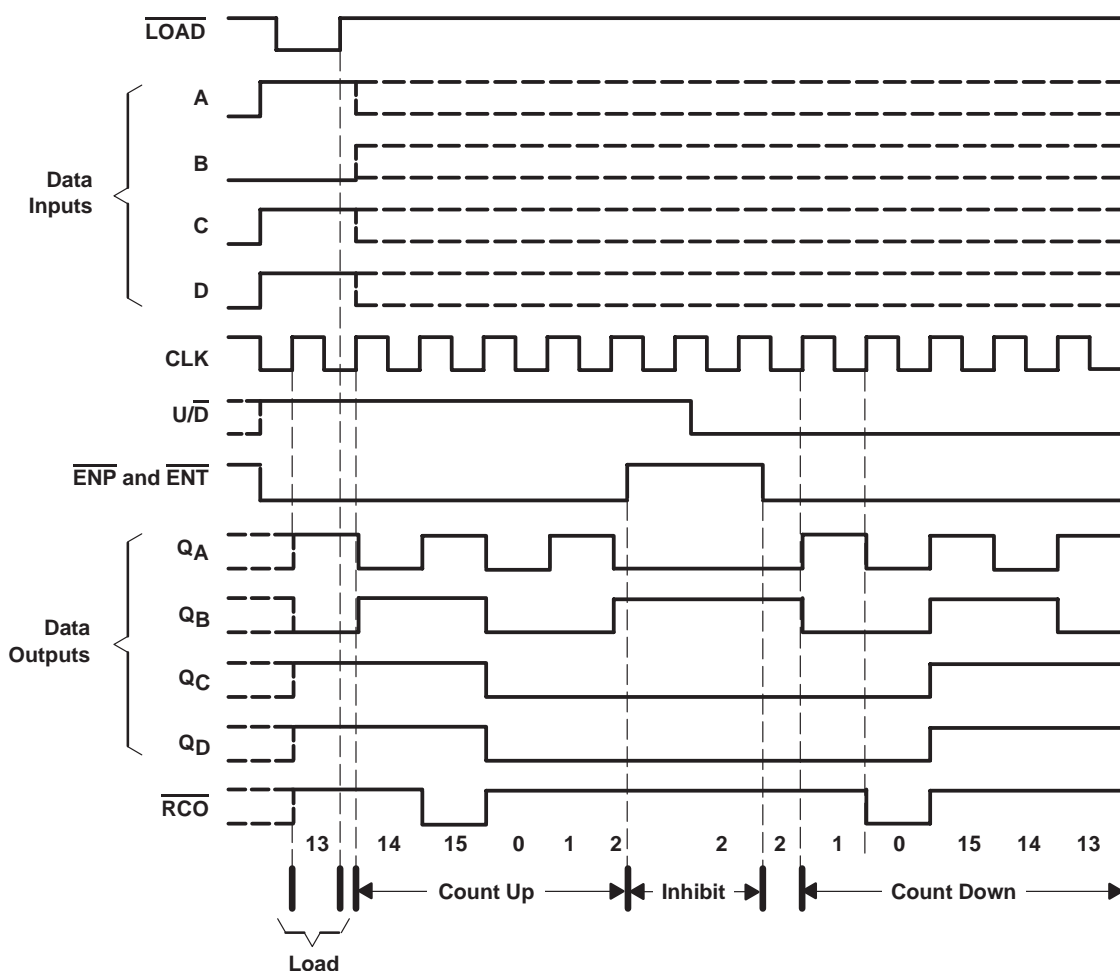 LOAD
A
B
Data
Inputs
C
D
CLK
U/D
ENP and ENT
QA
QB
Data
Outputs
QC
QD
RCO
13 14 15 0 1 2 2 2 1 0 15 14 13
Count Up Inhibit Count Down
Load